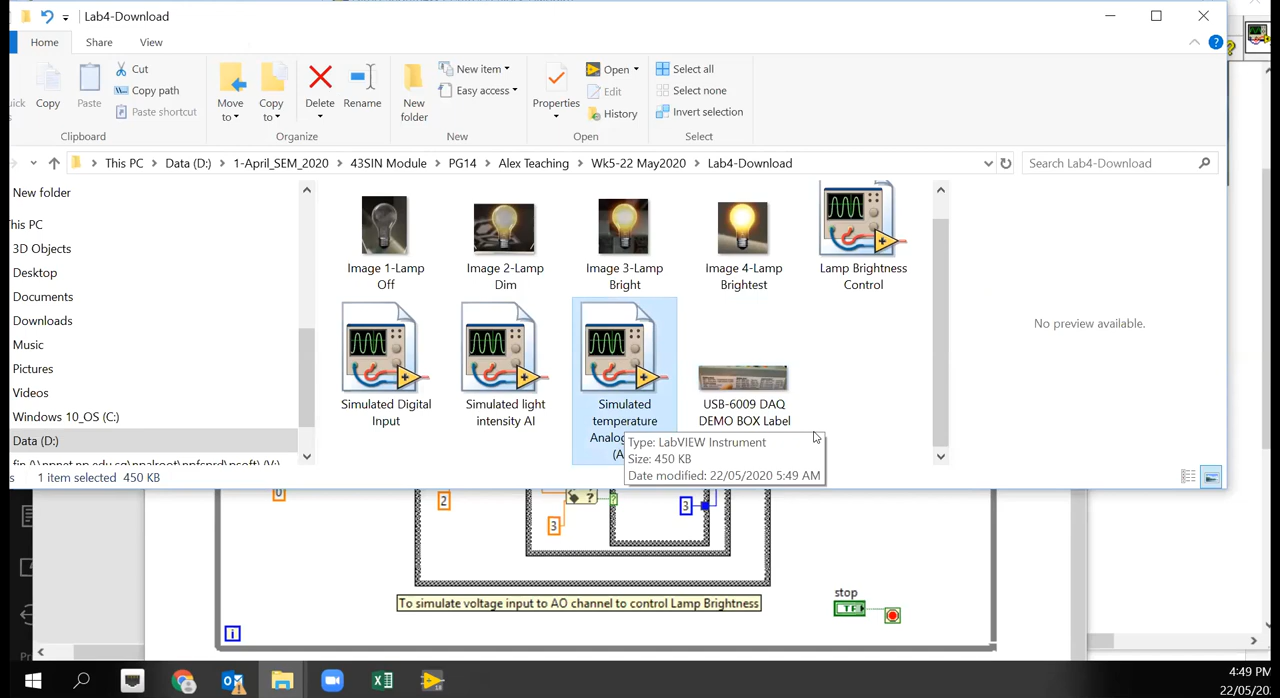 Lab4-Download
Home
Share
View
Cut
Copy path
Paste shortcut
Copy
Paste
Clipboard
Move to
Copy to
Delete
Rename
Organize
New folder
New item
Easy access
New
Properties
Open
Edit
History
Open
Select all
Select none
Invert selection
Select
This PC
Data (D:)
1-April_SEM_2020
43SIN Module
PG14
Alex Teaching
Wk5-22 May2020
Lab4-Download
Search Lab4-Download
New folder
his PC
3D Objects
Desktop
Documents
Downloads
Music
Pictures
Videos
Windows 10_OS (C:)
Data (D:)
Image 1-Lamp
Off
Image 2-Lamp
Dim
Image 3-Lamp
Bright
Image 4-Lamp
Brightest
Lamp Brightness
Control
Simulated Digital
Input
Simulated light
intensity AI
Simulated
temperature
Analog
(A
USB-6009 DAQ
DEMO BOX Label
Type: LabVIEW Instrument
Size: 450 KB
Date modified: 22/05/2020 5:49 AM
No preview available.
s
1 item selected 450 KB
0
2
3
?
?
3
To simulate voltage input to AO channel to control Lamp Brightness
stop
TF
i
Pr
4:49 PM
22/05/20